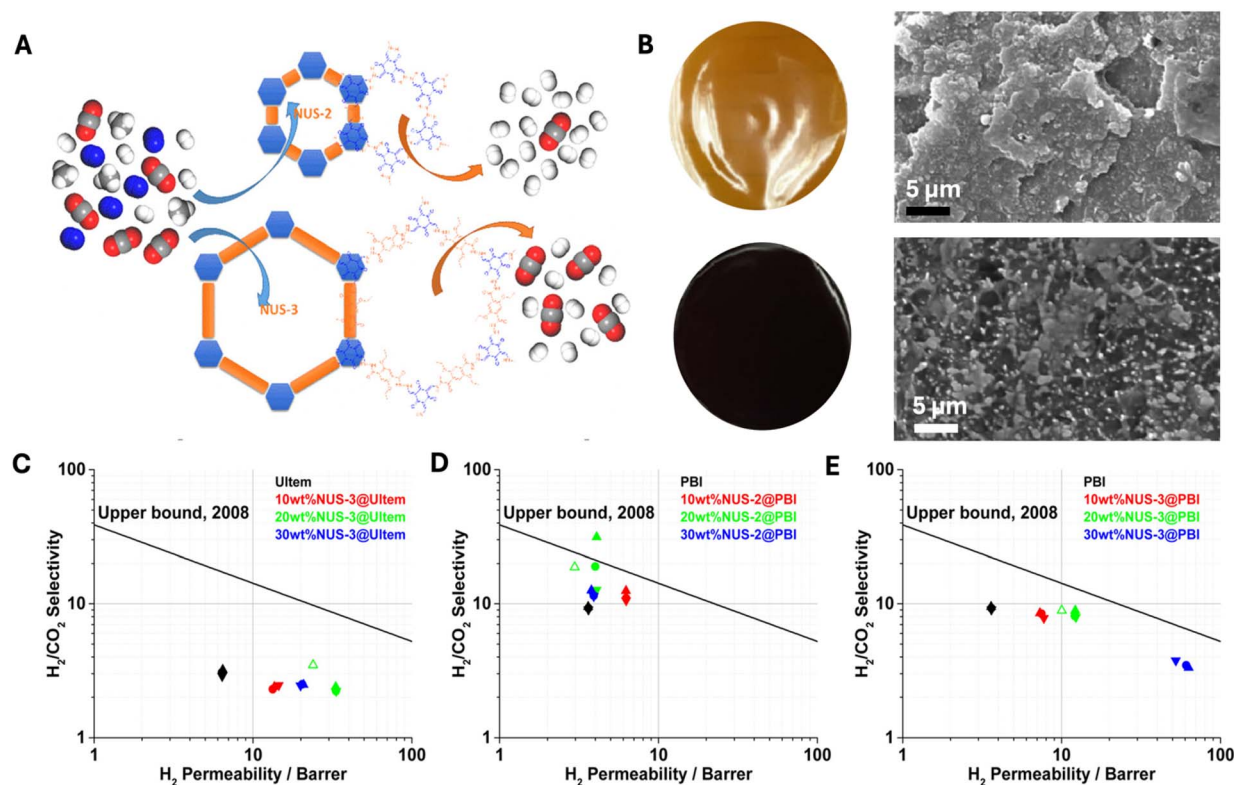 A
NUS-2
NUS-3
B
5 µm
5 µm
C
100
10
1
H₂/CO₂ Selectivity
Upper bound, 2008
Ultem
10wt%NUS-3@Ultem
20wt%NUS-3@Ultem
30wt%NUS-3@Ultem
1
10
100
H₂ Permeability / Barrer
D
100
10
1
H₂/CO₂ Selectivity
Upper bound, 2008
PBI
10wt%NUS-2@PBI
20wt%NUS-2@PBI
30wt%NUS-2@PBI
1
10
100
H₂ Permeability / Barrer
E
100
10
1
H₂/CO₂ Selectivity
Upper bound, 2008
PBI
10wt%NUS-3@PBI
20wt%NUS-3@PBI
30wt%NUS-3@PBI
1
10
100
H₂ Permeability / Barrer